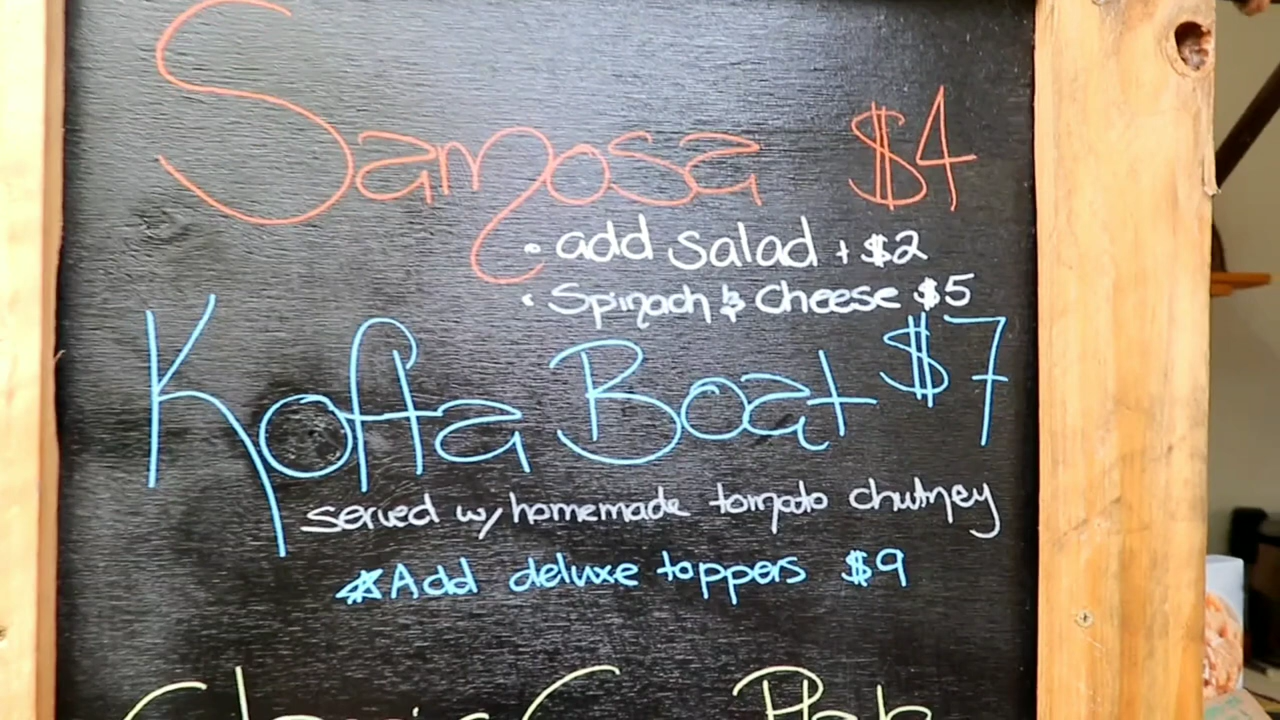 Samosa $4
• add salad + $2
• Spinach & Cheese $5
Kofta Boat $7
served w/ homemade tomato chutney
☆Add deluxe toppers $9